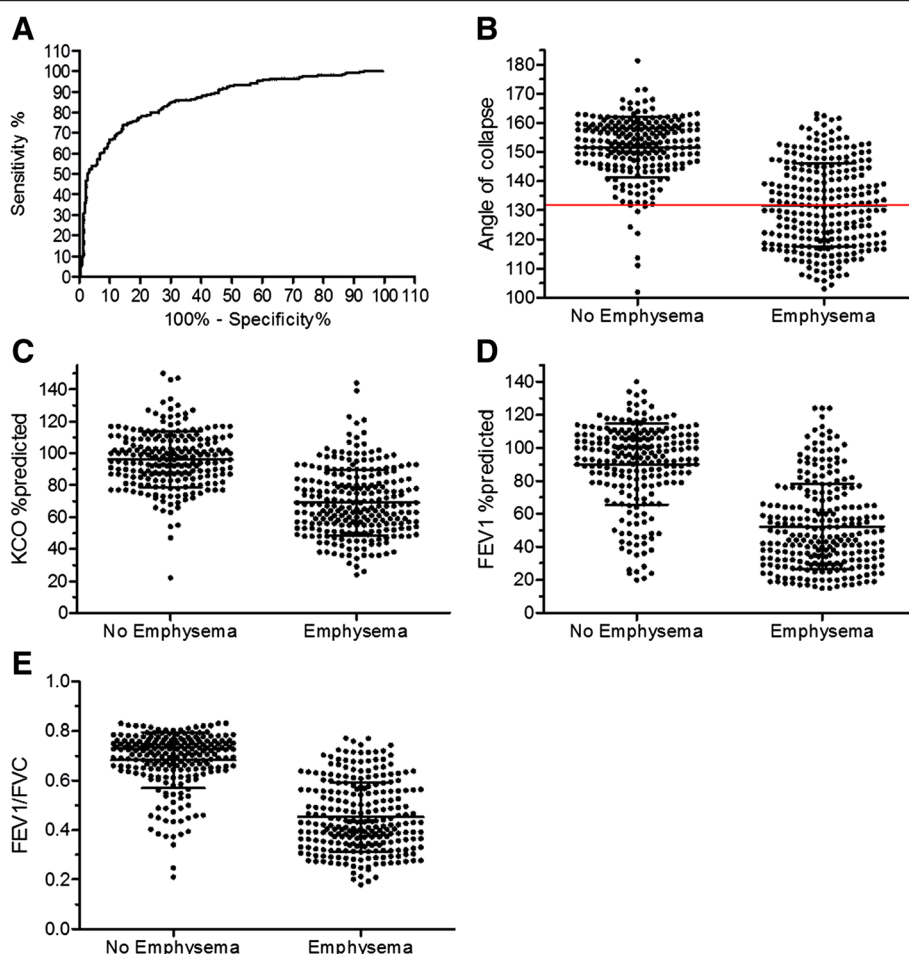 A
110
100
90
80
70
60
50
40
30
20
10
0
Sensitivity %
0 10 20 30 40 50 60 70 80 90 100 110
100% - Specificity%
B
180
170
160
150
140
130
120
110
100
Angle of collapse
No Emphysema Emphysema
C
140
120
100
80
60
40
20
0
KCO %predicted
No Emphysema Emphysema
D
140
120
100
80
60
40
20
0
FEV1 %predicted
No Emphysema Emphysema
E
1.0
0.8
0.6
0.4
0.2
0.0
FEV1/FVC
No Emphysema Emphysema